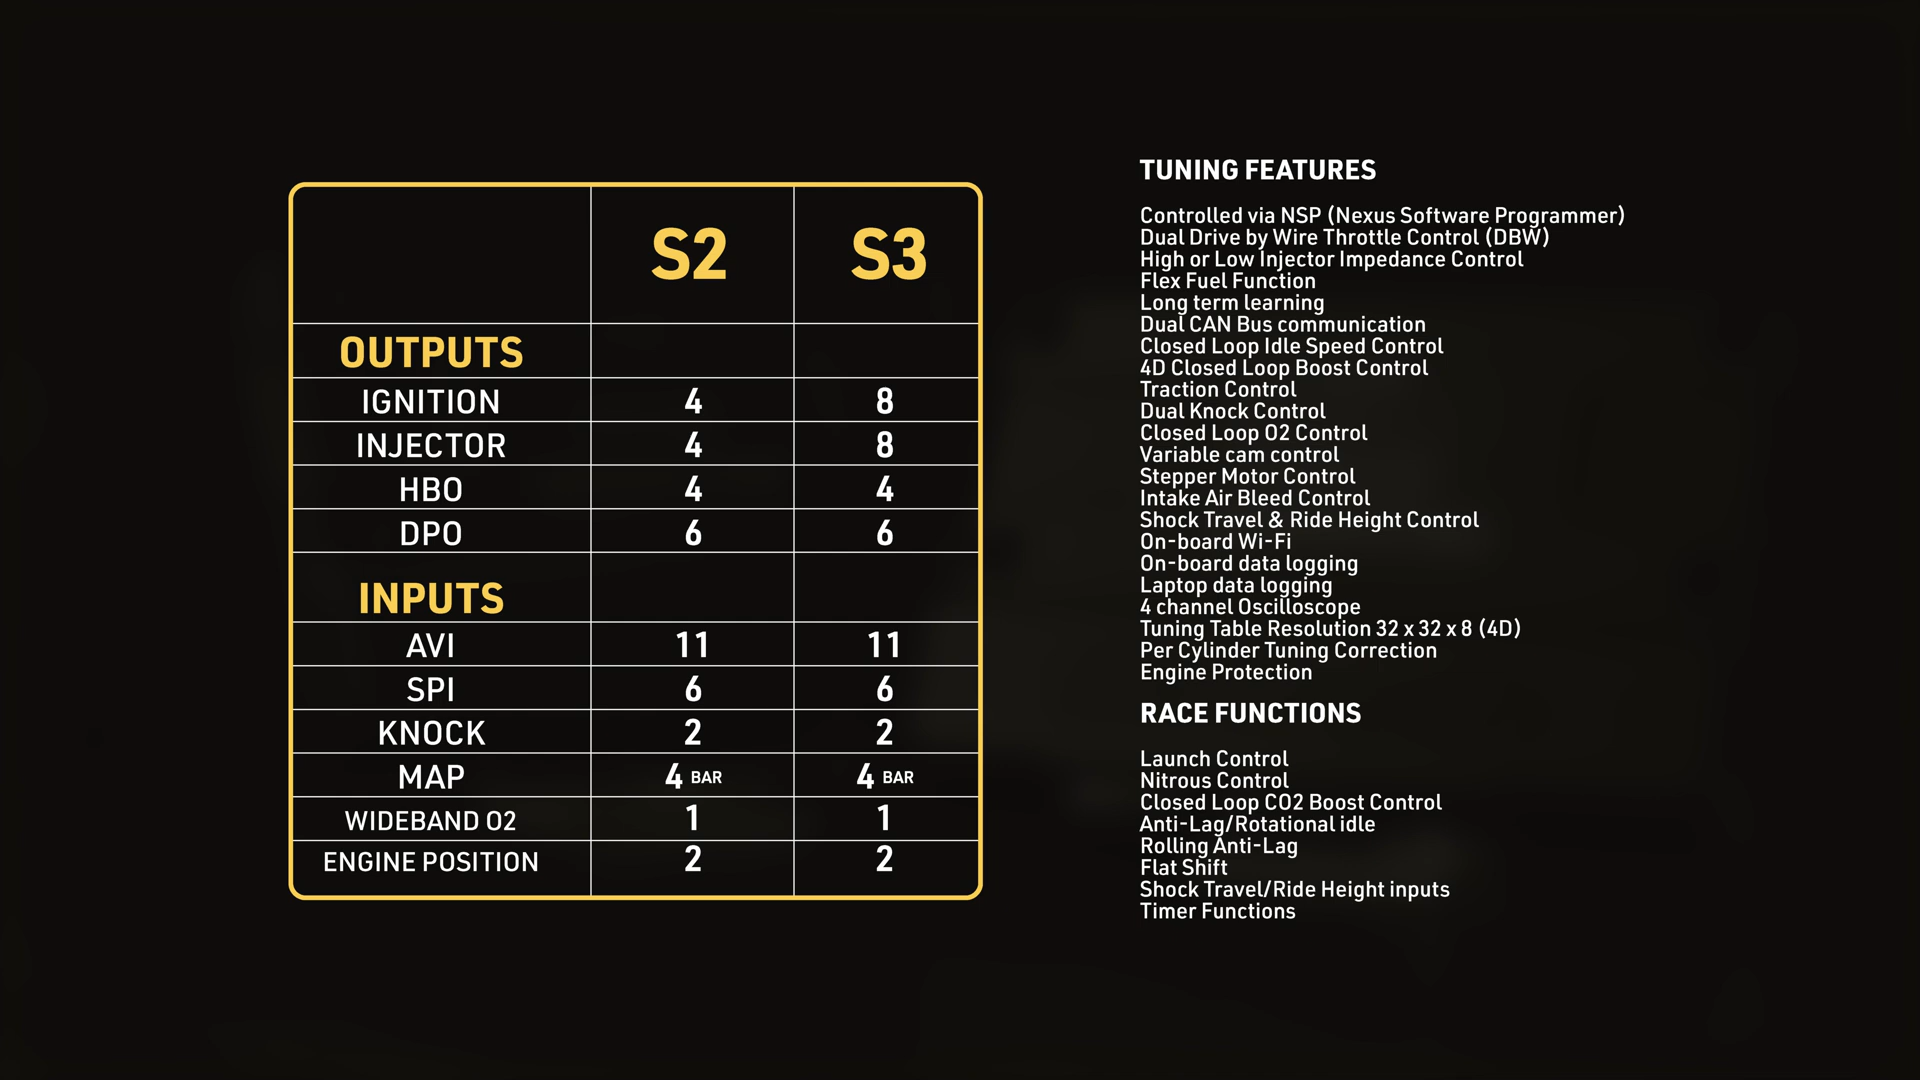 S2 S3
OUTPUTS
IGNITION 4 8
INJECTOR 4 8
HBO 4 4
DPO 6 6
INPUTS
AVI 11 11
SPI 6 6
KNOCK 2 2
MAP 4 BAR 4 BAR
WIDEBAND O2 1 1
ENGINE POSITION 2 2
TUNING FEATURES
Controlled via NSP (Nexus Software Programmer)
Dual Drive by Wire Throttle Control (DBW)
High or Low Injector Impedance Control
Flex Fuel Function
Long term learning
Dual CAN Bus communication
Closed Loop Idle Speed Control
4D Closed Loop Boost Control
Traction Control
Dual Knock Control
Closed Loop O2 Control
Variable cam control
Stepper Motor Control
Intake Air Bleed Control
Shock Travel & Ride Height Control
On-board Wi-Fi
On-board data logging
Laptop data logging
4 channel Oscilloscope
Tuning Table Resolution 32 x 32 x 8 (4D)
Per Cylinder Tuning Correction
Engine Protection
RACE FUNCTIONS
Launch Control
Nitrous Control
Closed Loop CO2 Boost Control
Anti-Lag/Rotational idle
Rolling Anti-Lag
Flat Shift
Shock Travel/Ride Height inputs
Timer Functions